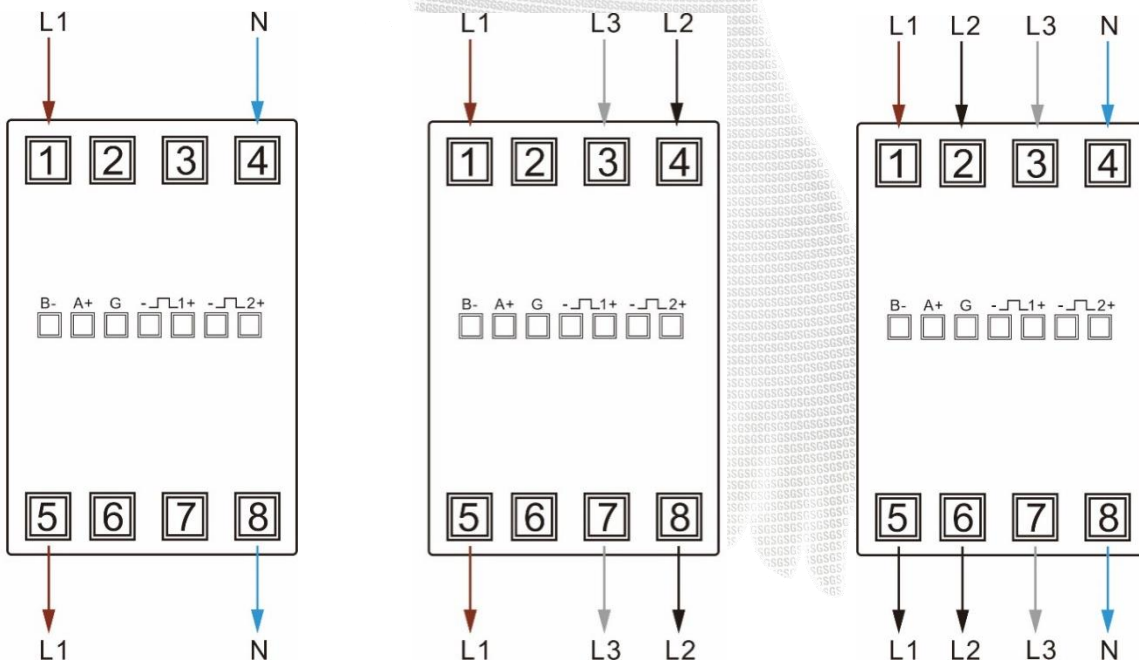 L1 N
1 2 3 4
B- A+ G - 1+ - 2+
5 6 7 8
L1 N
L1 L3 L2
1 2 3 4
B- A+ G - 1+ - 2+
5 6 7 8
L1 L3 L2
L1 L2 L3 N
1 2 3 4
B- A+ G - 1+ - 2+
5 6 7 8
L1 L2 L3 N